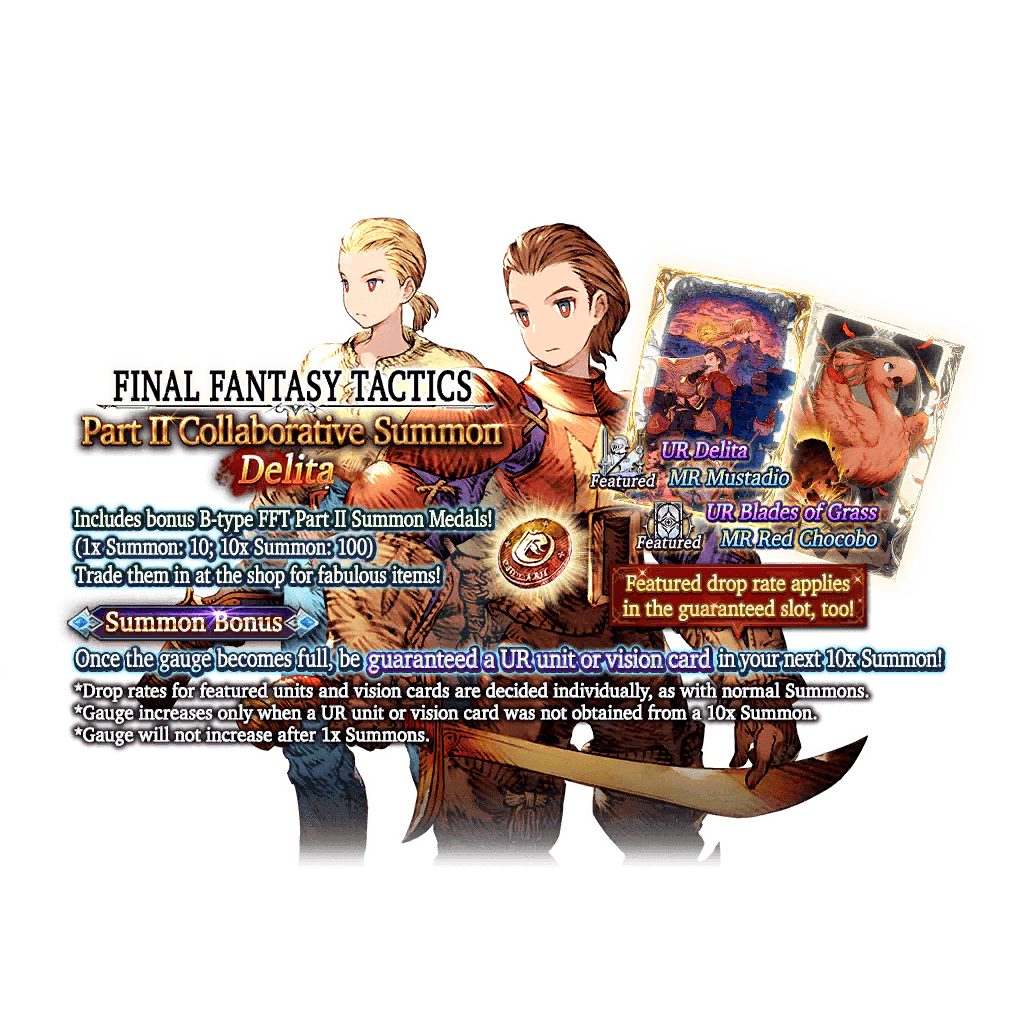 FINAL FANTASY TACTICS
Part II Collaborative Summon
Delita
UR Delita
Featured MR Mustadio
UR Blades of Grass
Featured MR Red Chocobo
Includes bonus B-type FFT Part II Summon Medals!
(1x Summon: 10; 10x Summon: 100)
Trade them in at the shop for fabulous items!
Featured drop rate applies
in the guaranteed slot, too!
Summon Bonus
Once the gauge becomes full, be guaranteed a UR unit or vision card in your next 10x Summon!
*Drop rates for featured units and vision cards are decided individually, as with normal Summons.
*Gauge increases only when a UR unit or vision card was not obtained from a 10x Summon.
*Gauge will not increase after 1x Summons.